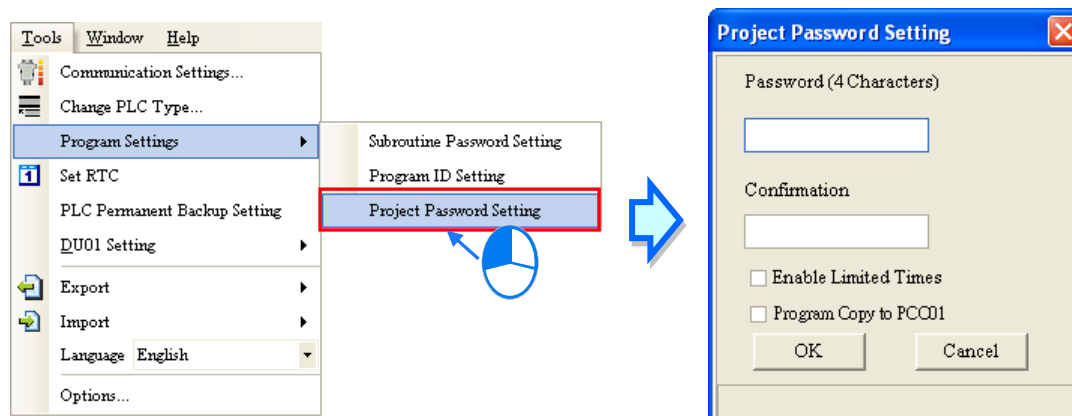 Tools Window Help
Communication Settings...
Change PLC Type...
Program Settings
Set RTC
PLC Permanent Backup Setting
DU01 Setting
Export
Import
Language English
Options...
Subroutine Password Setting
Program ID Setting
Project Password Setting
Project Password Setting
Password (4 Characters)
Confirmation
Enable Limited Times
Program Copy to PCC01
OK Cancel